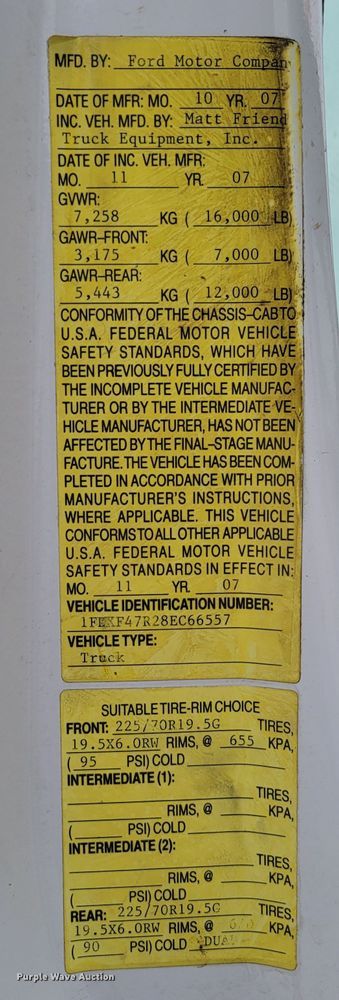 MFD. BY: Ford Motor Compan
DATE OF MFR: MO. 10 YR. 07
INC. VEH. MFD. BY: Matt Friend
Truck Equipment, Inc.
DATE OF INC. VEH. MFR:
MO. 11 YR. 07
GVWR:
7,258 KG ( 16,000 LB)
GAWR-FRONT:
3,175 KG ( 7,000 LB)
GAWR-REAR:
5,443 KG ( 12,000 LB)
CONFORMITY OF THE CHASSIS-CAB TO
U.S.A. FEDERAL MOTOR VEHICLE
SAFETY STANDARDS, WHICH HAVE
BEEN PREVIOUSLY FULLY CERTIFIED BY
THE INCOMPLETE VEHICLE MANUFAC-
TURER OR BY THE INTERMEDIATE VE-
HICLE MANUFACTURER, HAS NOT BEEN
AFFECTED BY THE FINAL-STAGE MANU-
FACTURE. THE VEHICLE HAS BEEN COM-
PLETED IN ACCORDANCE WITH PRIOR
MANUFACTURER'S INSTRUCTIONS,
WHERE APPLICABLE. THIS VEHICLE
CONFORMS TO ALL OTHER APPLICABLE
U.S.A. FEDERAL MOTOR VEHICLE
SAFETY STANDARDS IN EFFECT IN:
MO. 11 YR. 07
VEHICLE IDENTIFICATION NUMBER:
VEHICLE TYPE:
Truck
SUITABLE TIRE-RIM CHOICE
FRONT: 225/70R19.5G TIRES,
19.5X6.0RW RIMS, @ 655 KPA,
( 95 PSI) COLD
INTERMEDIATE (1):
TIRES,
RIMS, @ KPA,
( PSI) COLD
INTERMEDIATE (2):
TIRES,
RIMS, @ KPA,
( PSI) COLD
REAR: 225/70R19.5G TIRES,
19.5X6.0RW RIMS, @ KPA,
( 90 PSI) COLD
Purple Wave Auction